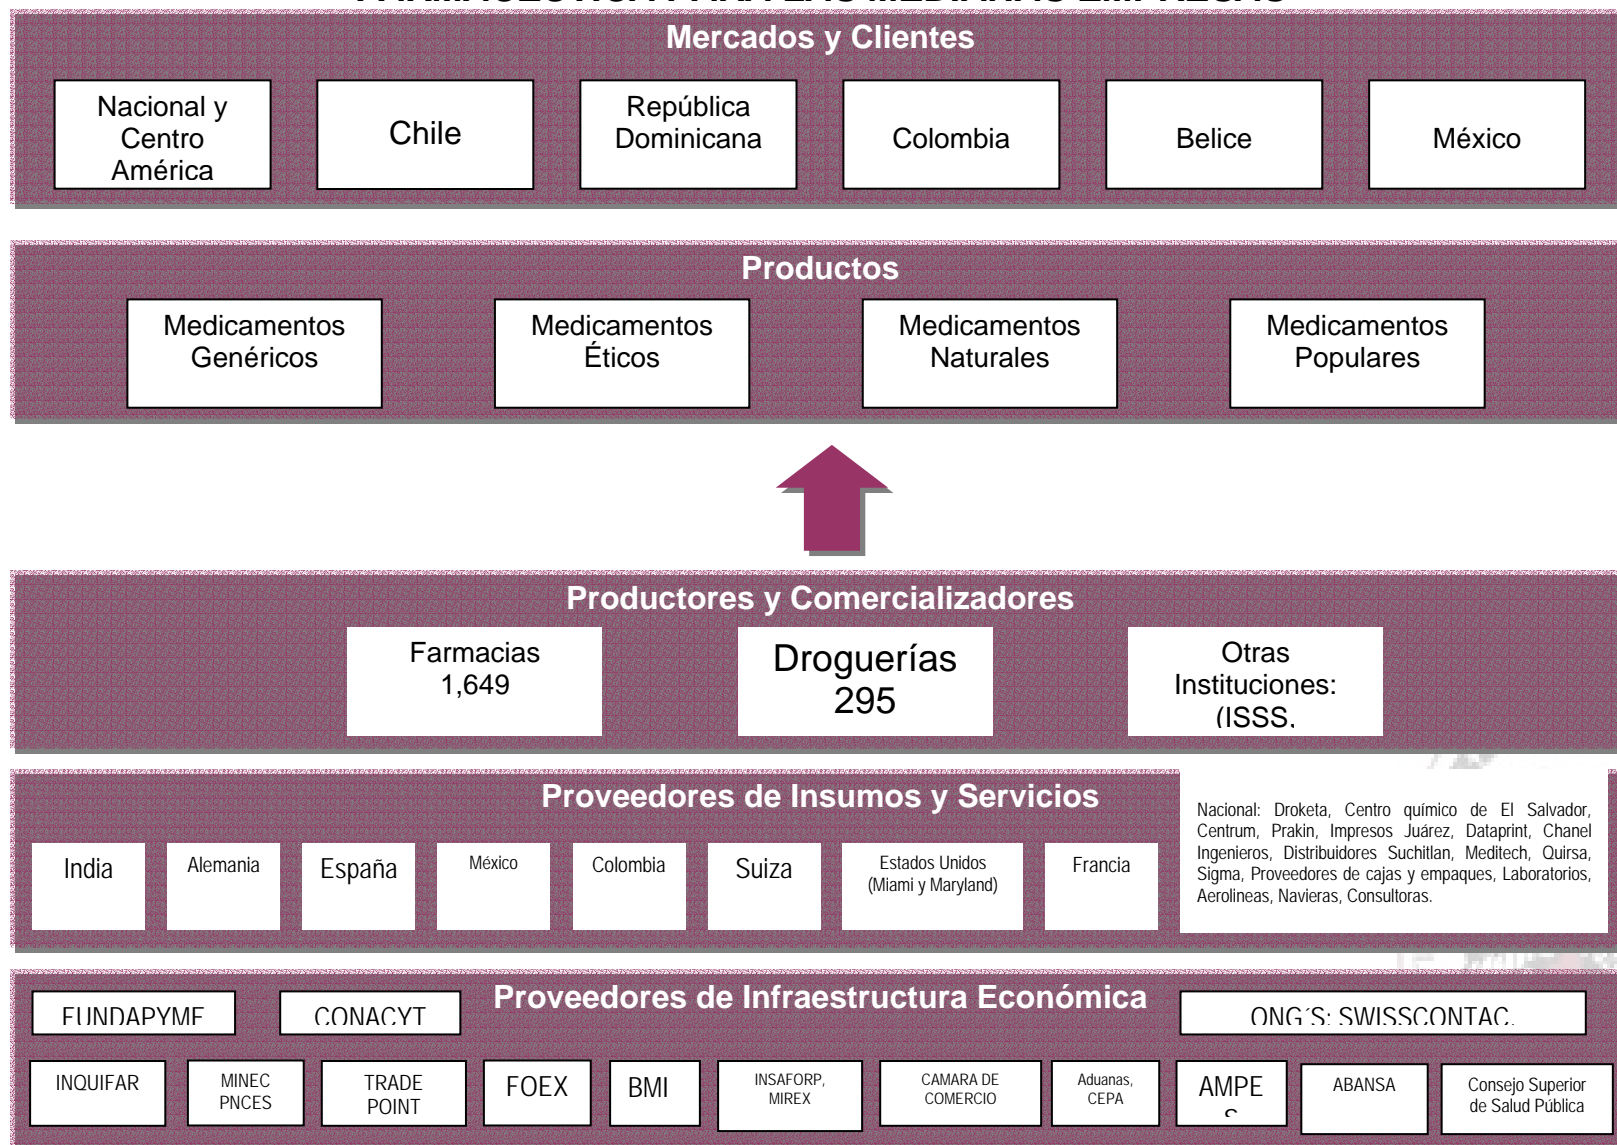 FARMACEUTICA PARA LAS MEDIANAS EMPRESAS
Mercados y Clientes
Nacional y
Centro
América
Chile
República
Dominicana
Colombia
Belice
México
Productos
Medicamentos
Genéricos
Medicamentos
Éticos
Medicamentos
Naturales
Medicamentos
Populares
Productores y Comercializadores
Farmacias
1,649
Droguerías
295
Otras
Instituciones:
(ISSS,
Proveedores de Insumos y Servicios
India
Alemania
España
México
Colombia
Suiza
Estados Unidos
(Miami y Maryland)
Francia
Nacional: Droketa, Centro químico de El Salvador,
Centrum, Prakin, Impresos Juárez, Dataprint, Chanel
Ingenieros, Distribuidores Suchitlan, Meditech, Quirsa,
Sigma, Proveedores de cajas y empaques, Laboratorios,
Aerolineas, Navieras, Consultoras.
Proveedores de Infraestructura Económica
FUNDAPYME
CONACYT
ONG´S: SWISSCONTAC,
INQUIFAR
MINEC
PNCES
TRADE
POINT
FOEX
BMI
INSAFORP,
MIREX
CAMARA DE
COMERCIO
Aduanas,
CEPA
AMPE
S
ABANSA
Consejo Superior
de Salud Pública